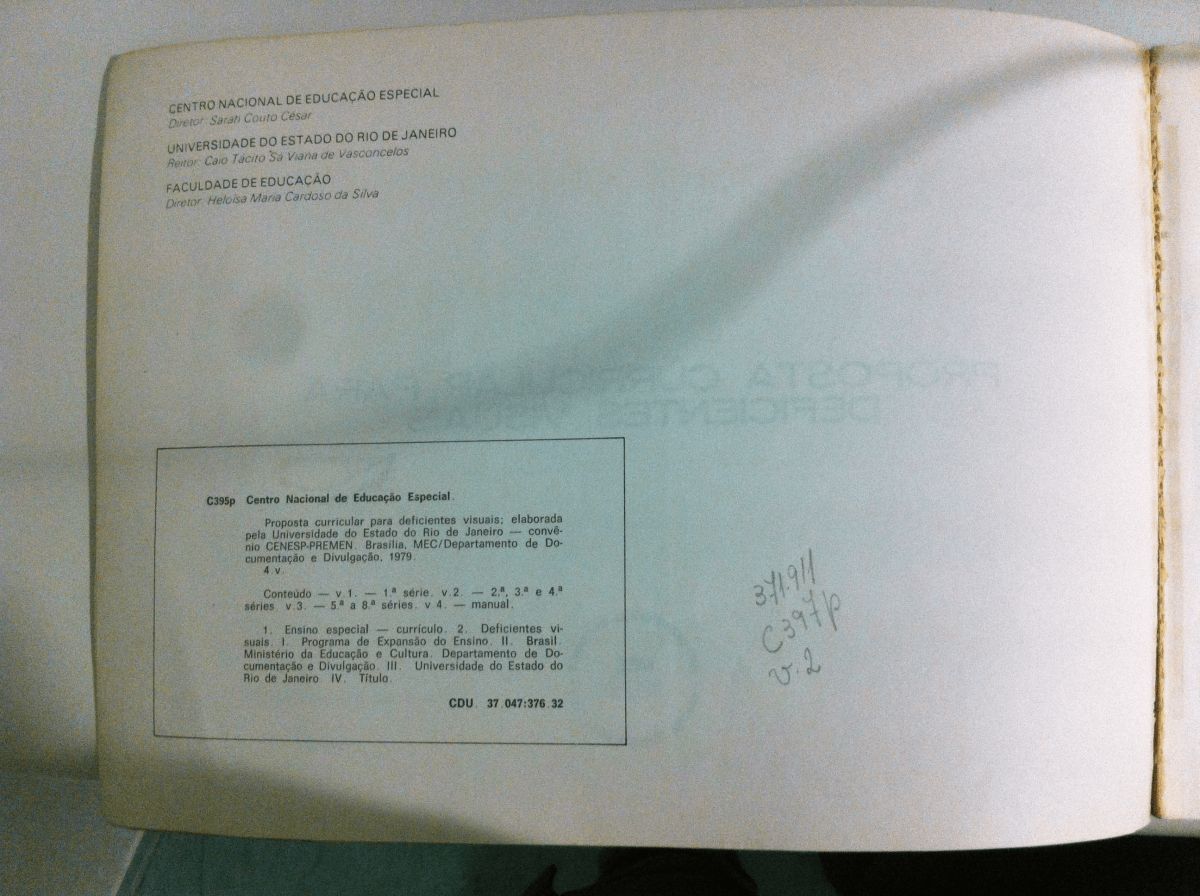 CENTRO NACIONAL DE EDUCAÇÃO ESPECIAL
Diretor: Sarah Couto César
UNIVERSIDADE DO ESTADO DO RIO DE JANEIRO
Reitor: Caio Tácito Sá Viana de Vasconcelos
FACULDADE DE EDUCAÇÃO
Diretor: Heloísa Maria Cardoso da Silva
PROPOSTA CURRICULAR PARA
DEFICIENTES VISUAIS
C395p Centro Nacional de Educação Especial.
Proposta curricular para deficientes visuais; elaborada
pela Universidade do Estado do Rio de Janeiro — convê-
nio CENESP-PREMEN. Brasília, MEC/Departamento de Do-
cumentação e Divulgação, 1979.
4 v.
Conteúdo — v 1. — 1.ª série. v.2. — 2.ª, 3.ª e 4.ª
séries. v.3. — 5.ª a 8.ª séries. v 4. — manual.
1. Ensino especial — currículo. 2. Deficientes vi-
suais. I. Programa de Expansão do Ensino. II. Brasil.
Ministério da Educação e Cultura. Departamento de Do-
cumentação e Divulgação. III. Universidade do Estado do
Rio de Janeiro. IV. Título.
CDU. 37.047:376.32
371.911
C397p
v.2